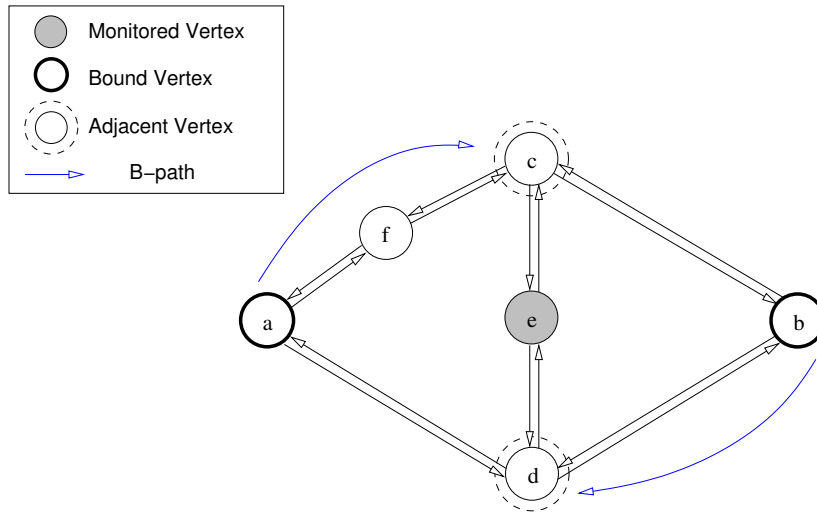 Monitored Vertex
Bound Vertex
Adjacent Vertex
B-path
c
f
a
e
b
d